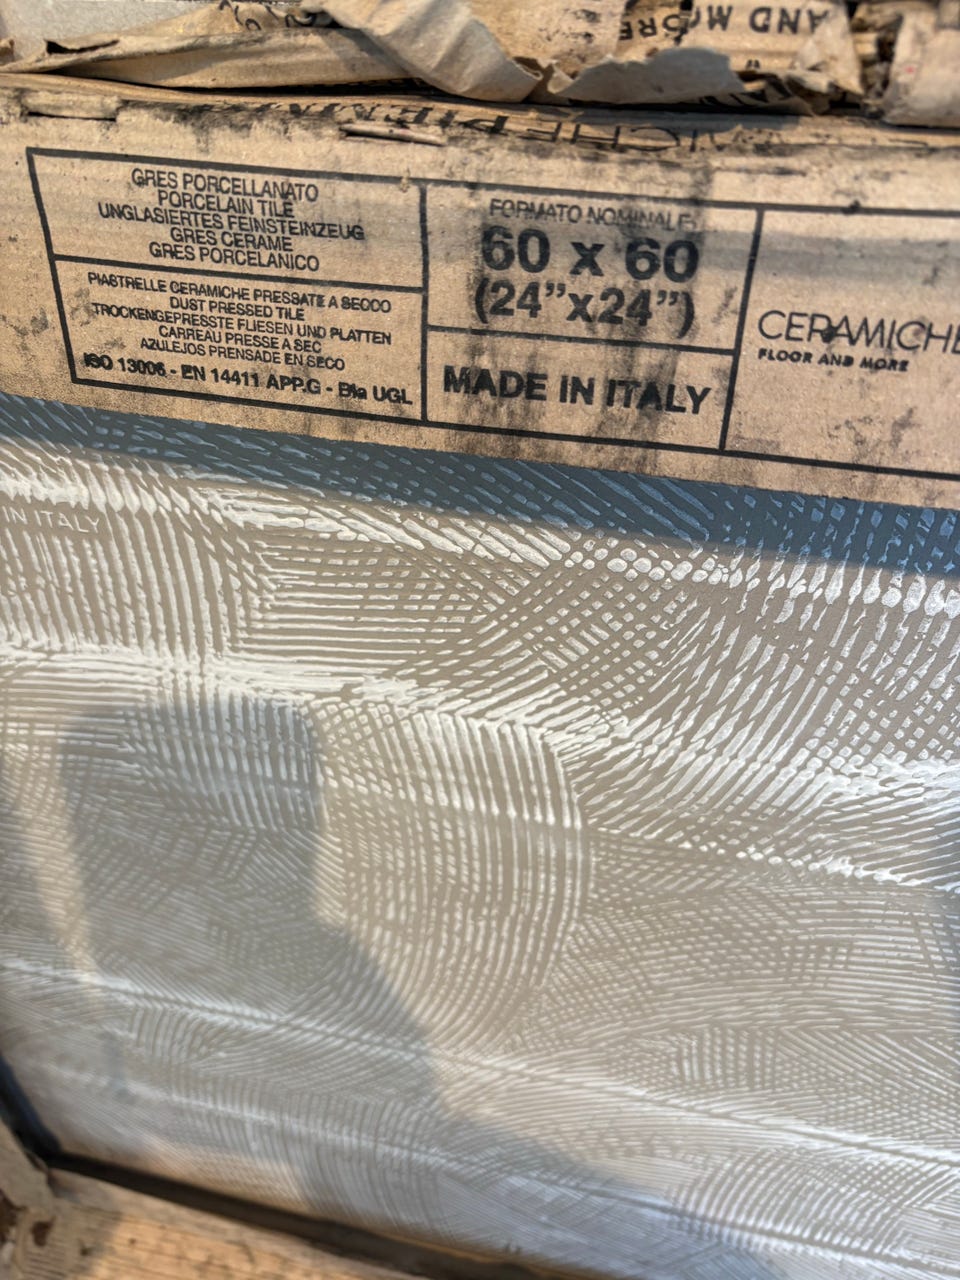 AND MORE
GRES PORCELLANATO
PORCELAIN TILE
UNGLASIERTES FEINSTEINZEUG
GRES CERAME
GRES PORCELANICO
PIASTRELLE CERAMICHE PRESSATE A SECCO
DUST PRESSED TILE
TROCKENGEPRESSTE FLIESEN UND PLATTEN
CARREAU PRESSE A SEC
AZULEJOS PRENSADE EN SECO
ISO 13006 - EN 14411 APP.G - BIa UGL
FORMATO NOMINALE
60 x 60
(24”x24”)
MADE IN ITALY
CERAMICHE
FLOOR AND MORE
IN ITALY